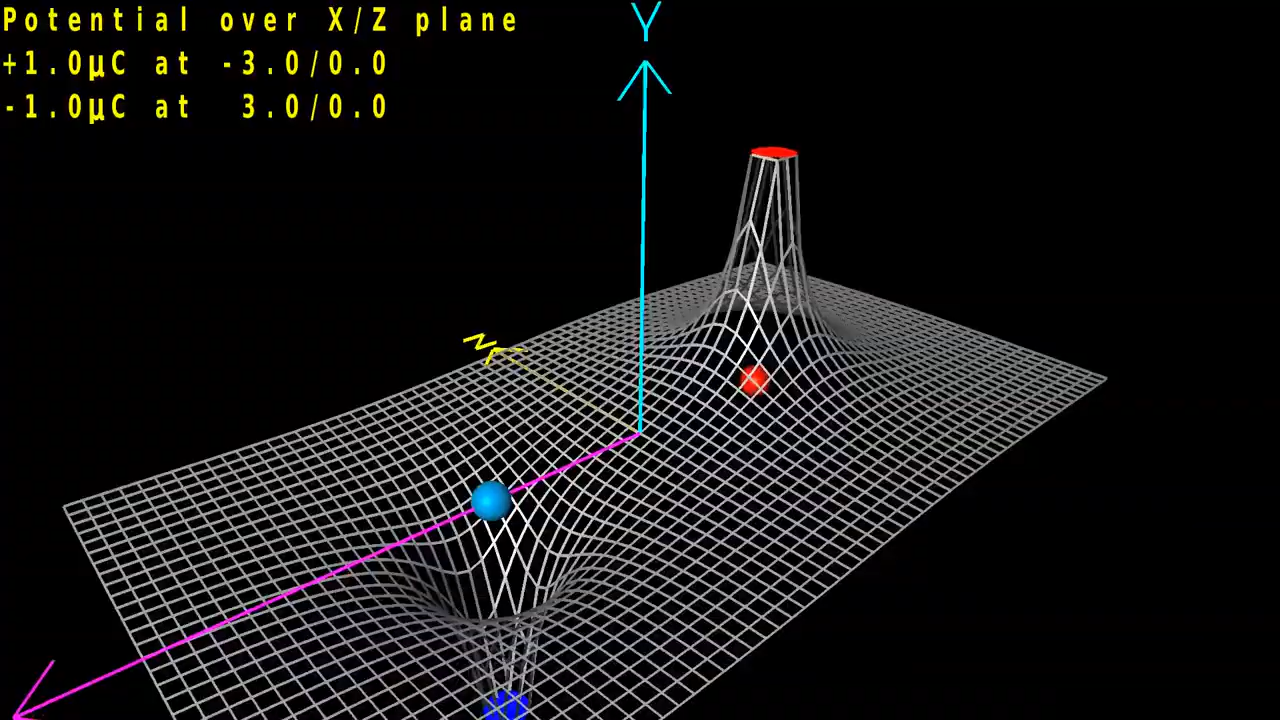 Potential over X/Z plane
+1.0μC at -3.0/0.0
-1.0μC at  3.0/0.0
Y
Z